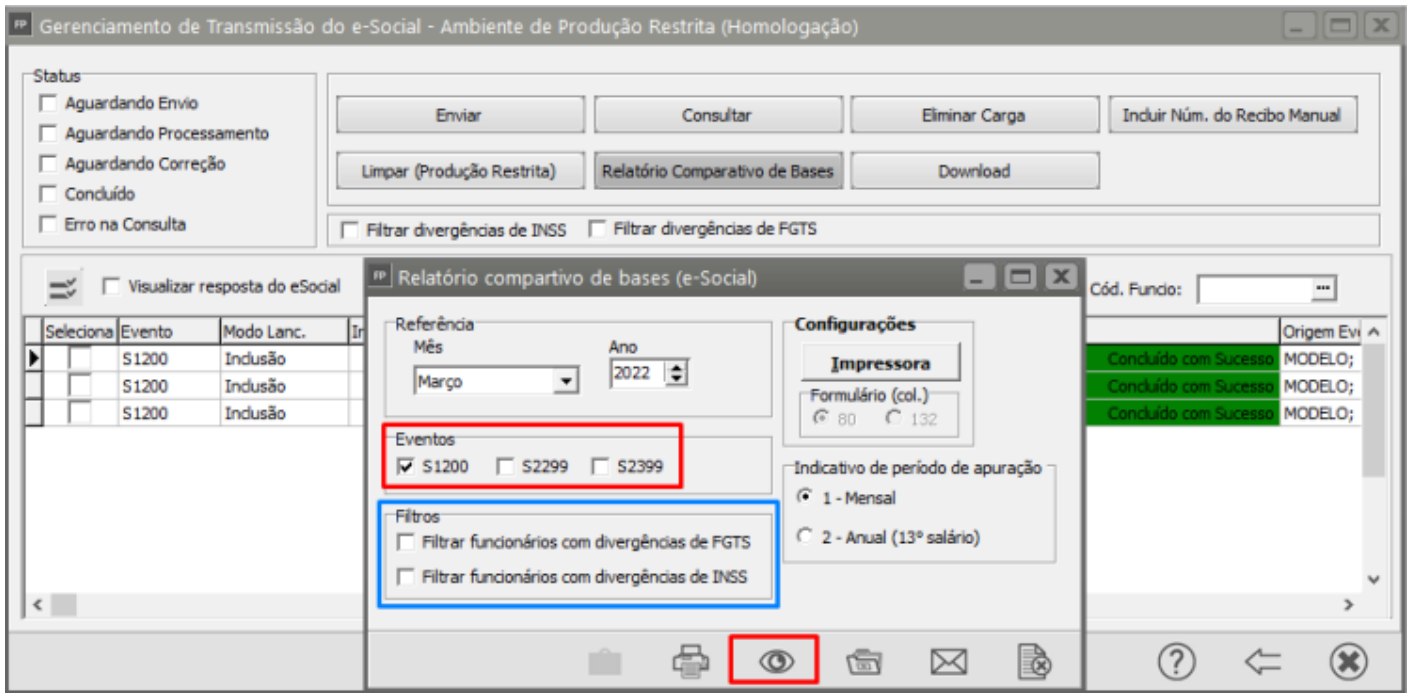 FP Gerenciamento de Transmissão do e-Social - Ambiente de Produção Restrita (Homologação)
Status
Aguardando Envio
Aguardando Processamento
Aguardando Correção
Concluído
Erro na Consulta
Enviar
Consultar
Eliminar Carga
Incluir Núm. do Recibo Manual
Limpar (Produção Restrita)
Relatório Comparativo de Bases
Download
Filtrar divergências de INSS
Filtrar divergências de FGTS
Visualizar resposta do eSocial
Cód. Funcio:
...
Seleciona Evento Modo Lanc. Origem
S1200 Inclusão Concluído com Sucesso MODELO;
S1200 Inclusão Concluído com Sucesso MODELO;
S1200 Inclusão Concluído com Sucesso MODELO;
FP Relatório compartivo de bases (e-Social)
Referência
Mês Ano
Março 2022
Eventos
S1200 S2299 S2399
Filtros
Filtrar funcionários com divergências de FGTS
Filtrar funcionários com divergências de INSS
Configurações
Impressora
Formulário (col.)
80 132
Indicativo de período de apuração
1 - Mensal
2 - Anual (13º salário)